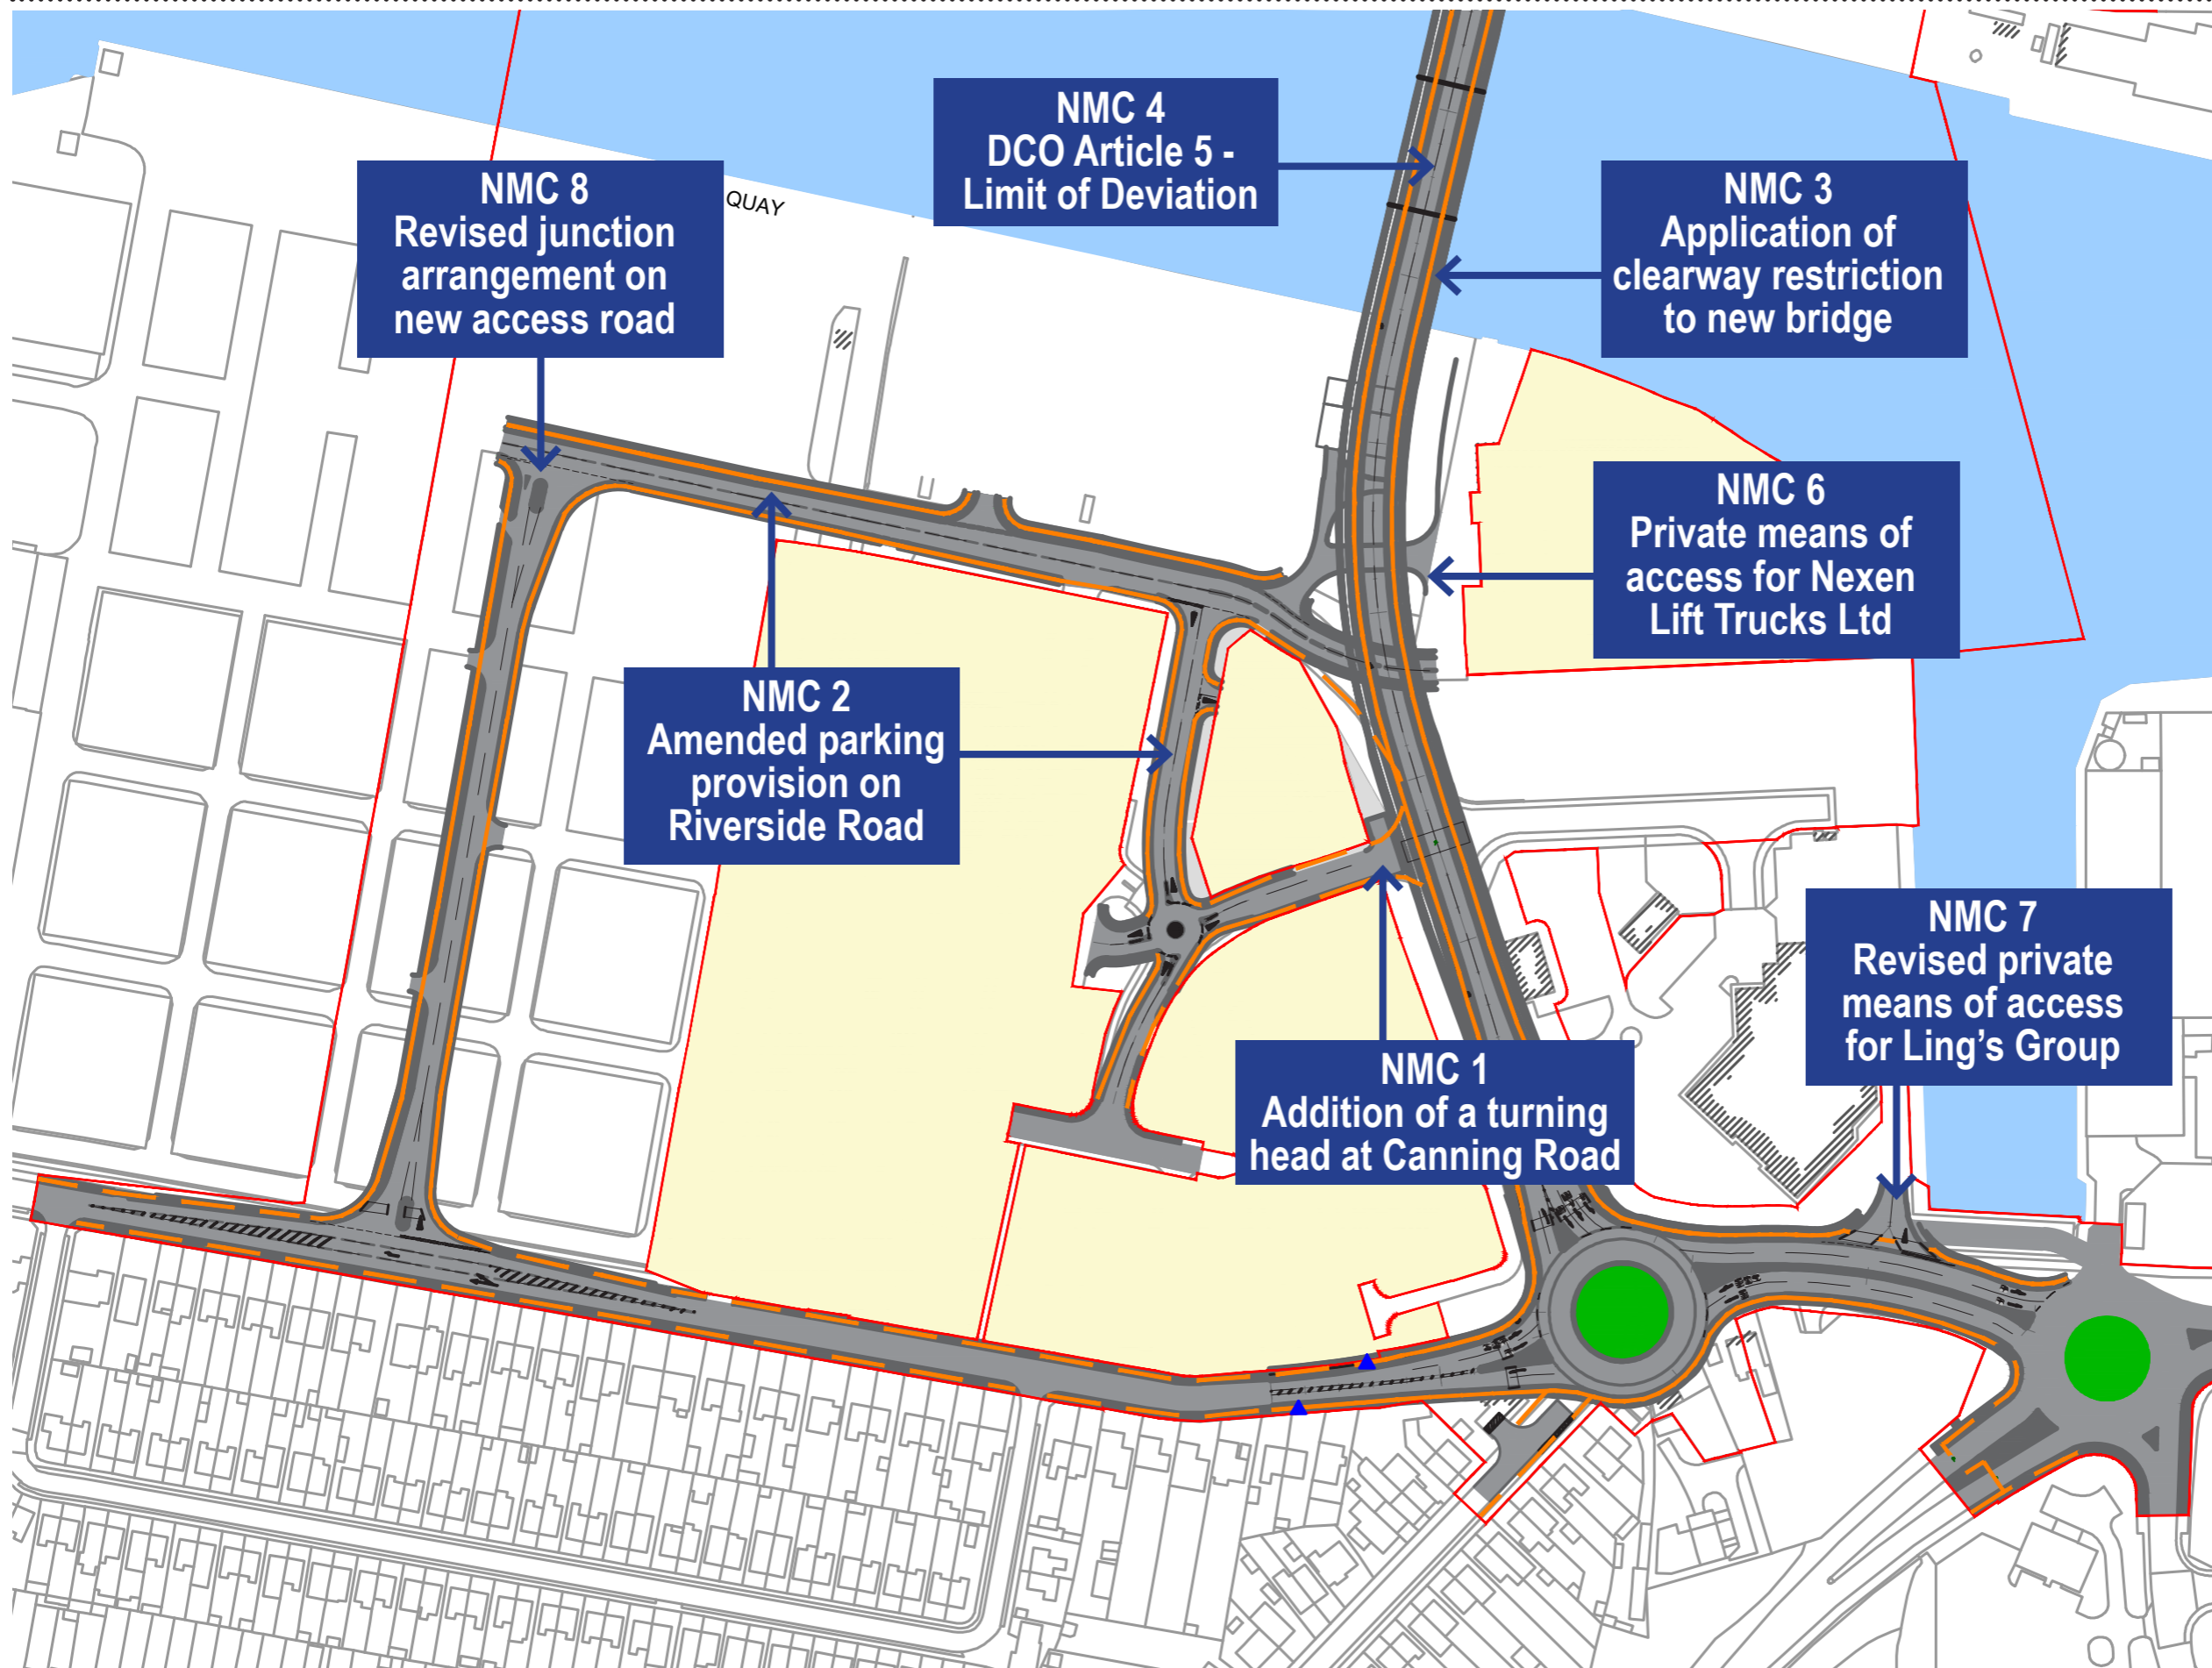 NMC 4
DCO Article 5 -
Limit of Deviation
NMC 8
Revised junction
arrangement on
new access road
QUAY
NMC 3
Application of
clearway restriction
to new bridge
NMC 6
Private means of
access for Nexen
Lift Trucks Ltd
NMC 2
Amended parking
provision on
Riverside Road
NMC 7
Revised private
means of access
for Ling’s Group
NMC 1
Addition of a turning
head at Canning Road